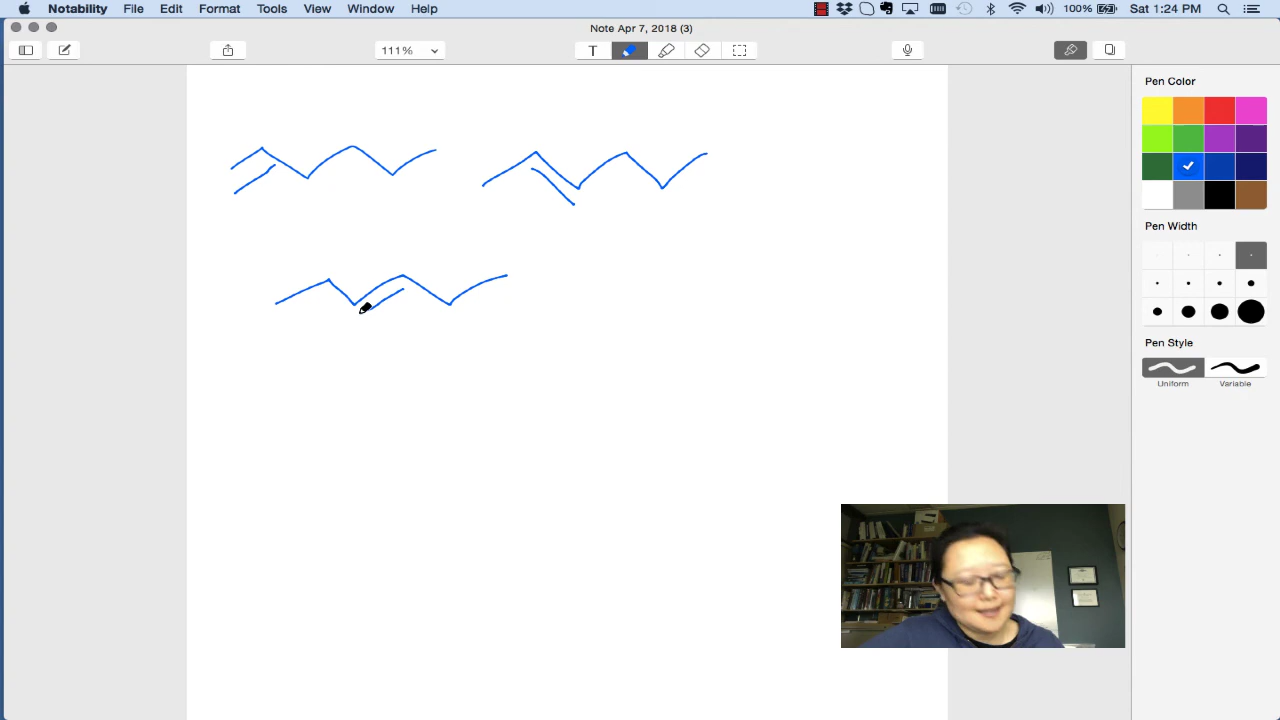 Notability File Edit Format Tools View Window Help 100% Sat 1:24 PM
Note Apr 7, 2018 (3)
111% T
Pen Color
Pen Width
Pen Style
Uniform Variable